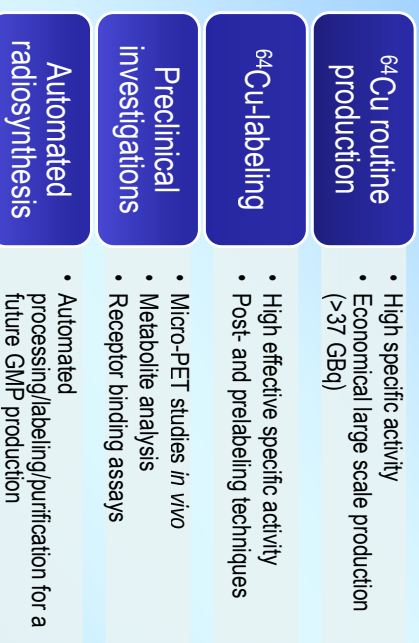 ⁶⁴Cu routine
production
• High specific activity
• Economical large scale production
(>37 GBq)
⁶⁴Cu-labeling
• High effective specific activity
• Post- and prelabeling techniques
Preclinical
investigations
• Micro-PET studies in vivo
• Metabolite analysis
• Receptor binding assays
Automated
radiosynthesis
• Automated
processing/labeling/purification for a
future GMP production